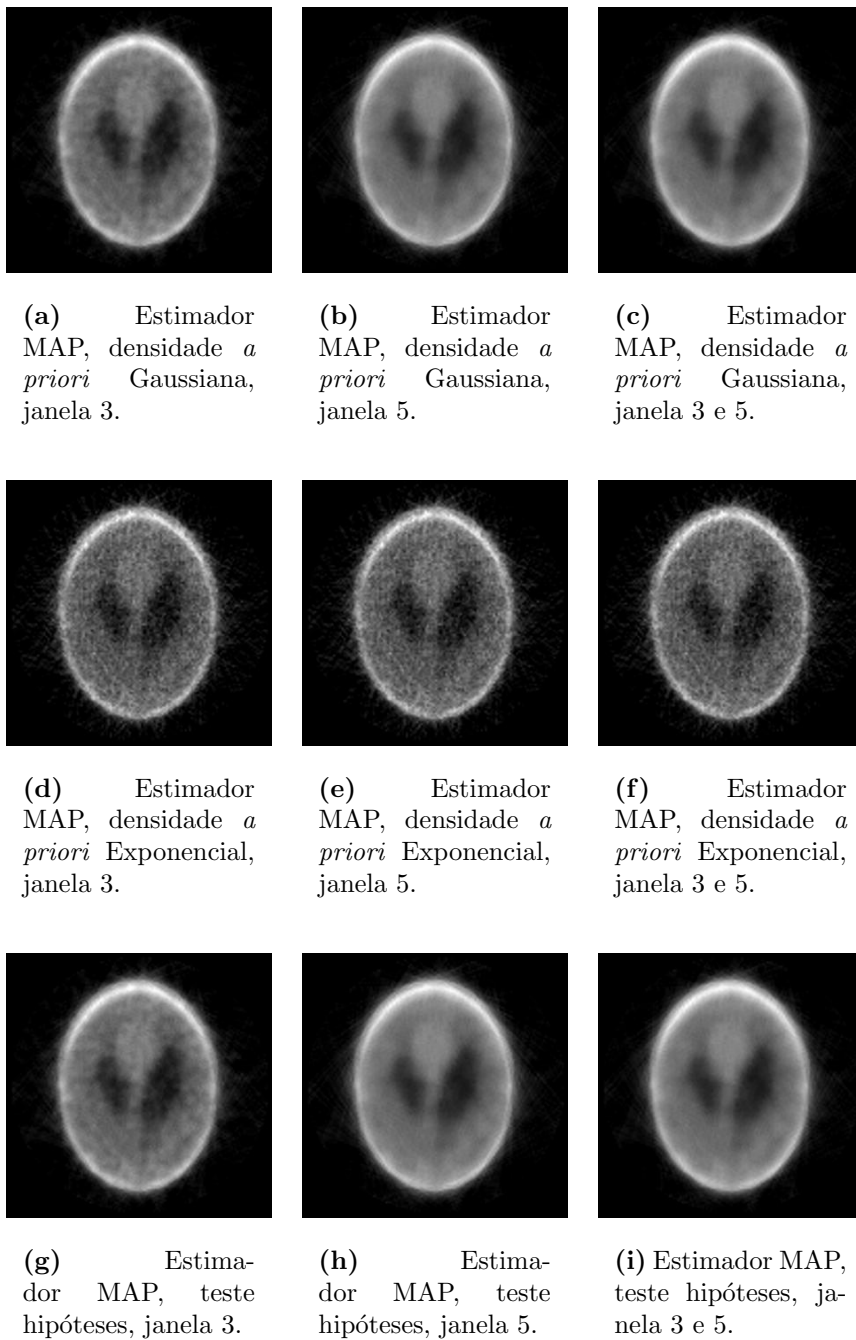 (a) Estimador
MAP, densidade a
priori Gaussiana,
janela 3.
(b) Estimador
MAP, densidade a
priori Gaussiana,
janela 5.
(c) Estimador
MAP, densidade a
priori Gaussiana,
janela 3 e 5.
(d) Estimador
MAP, densidade a
priori Exponencial,
janela 3.
(e) Estimador
MAP, densidade a
priori Exponencial,
janela 5.
(f) Estimador
MAP, densidade a
priori Exponencial,
janela 3 e 5.
(g) Estima-
dor MAP, teste
hipóteses, janela 3.
(h) Estima-
dor MAP, teste
hipóteses, janela 5.
(i) Estimador MAP,
teste hipóteses, ja-
nela 3 e 5.